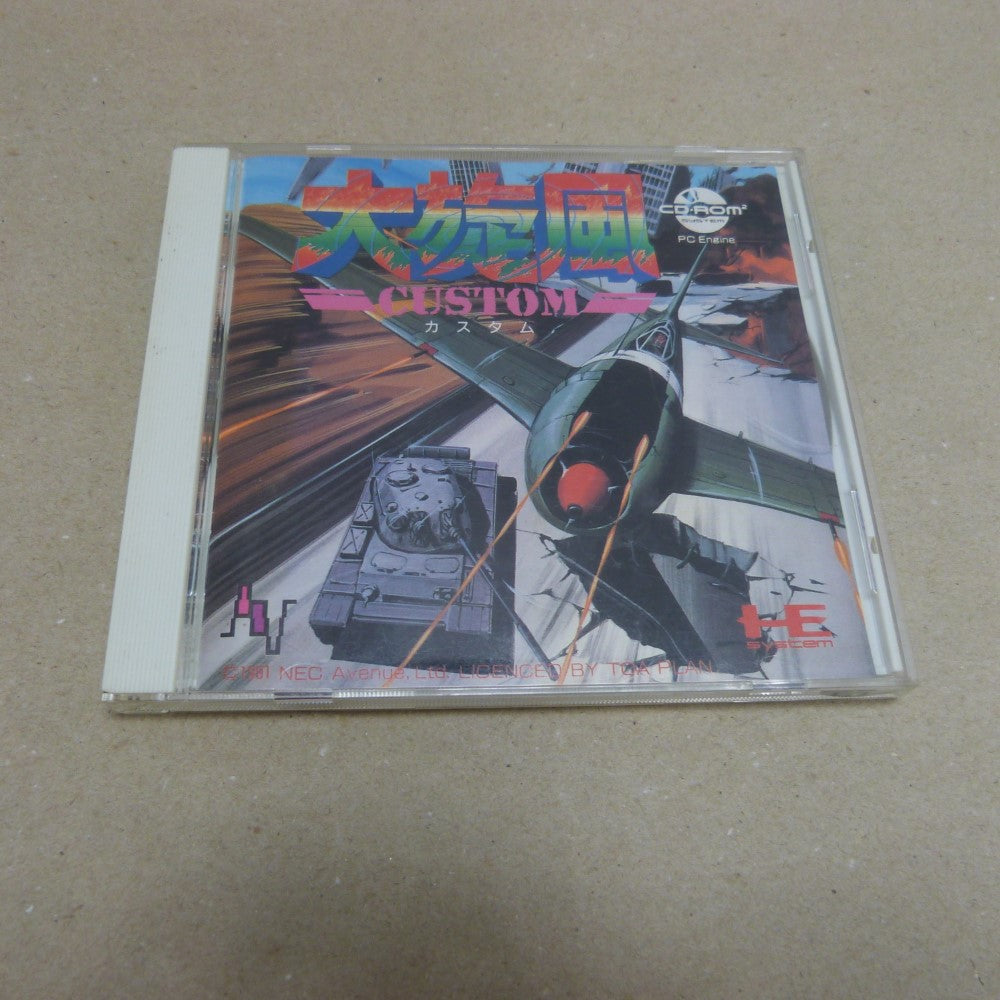 大旋風
CUSTOM
カスタム
CD-ROM²
SYSTEM
PC Engine
HE
system
©1991 NEC Avenue, Ltd. LICENCED BY TOA PLAN